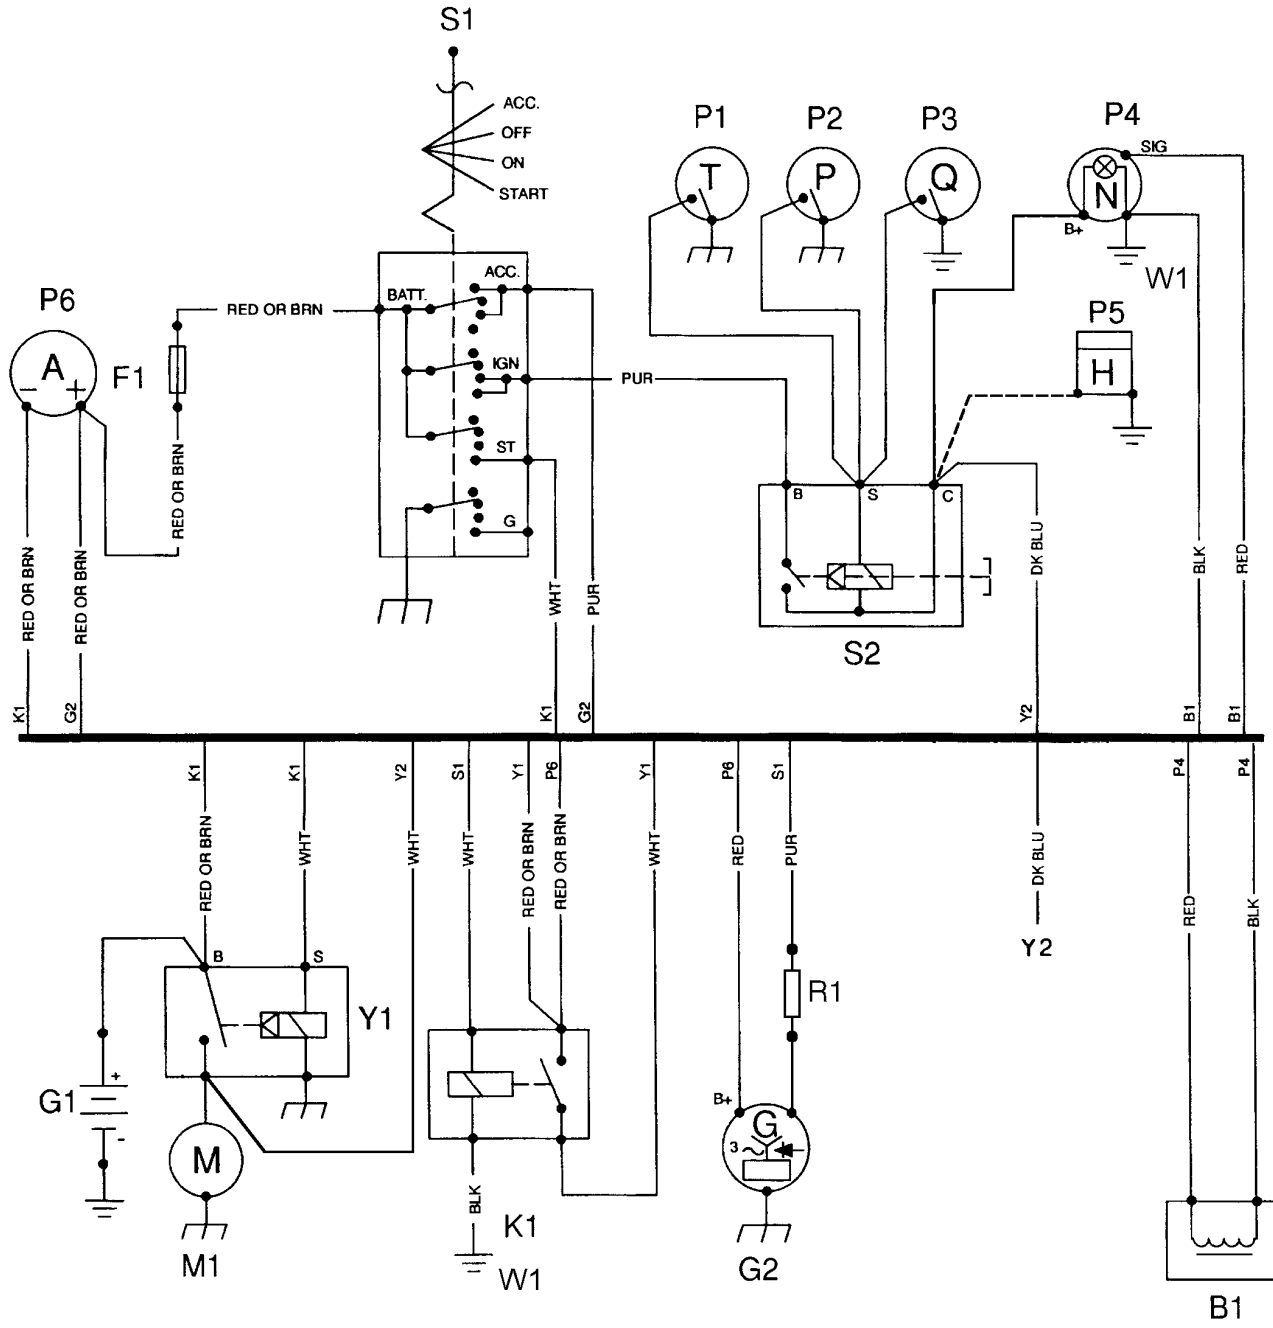 S1
ACC.
OFF
ON
START
P1
P2
P3
P4
T
P
Q
N
SIG
B+
W1
P5
H
P6
A
− +
F1
RED OR BRN
RED OR BRN
BATT.
ACC.
IGN
ST
G
PUR
B
S
C
S2
RED OR BRN
RED OR BRN
WHT
PUR
DK BLU
BLK
RED
K1
G2
K1
G2
Y2
B1
B1
K1
K1
Y2
S1
Y1
P6
Y1
P6
S1
P4
P4
RED OR BRN
WHT
WHT
WHT
RED OR BRN
RED OR BRN
WHT
RED
PUR
DK BLU
RED
BLK
Y2
B
S
Y1
R1
G1
+
-
B+
G
3
M
M1
BLK
K1
W1
G2
B1